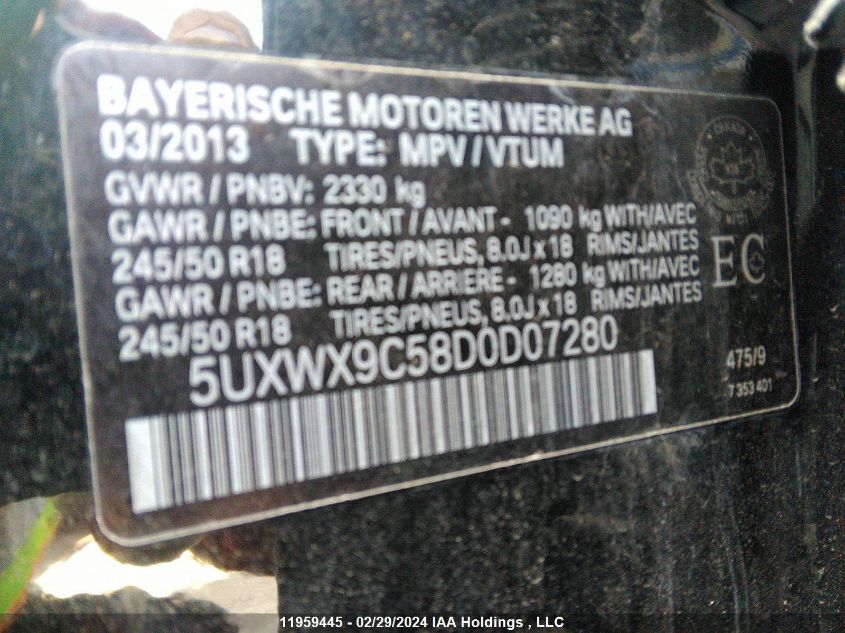 BAYERISCHE MOTOREN WERKE AG
03/2013 TYPE: MPV / VTUM
GVWR / PNBV: 2330 kg
GAWR / PNBE: FRONT / AVANT - 1090 kg WITH/AVEC
245/50 R18 TIRES/PNEUS, 8.0J x 18 RIMS/JANTES
GAWR / PNBE: REAR / ARRIÈRE - 1280 kg WITH/AVEC
245/50 R18 TIRES/PNEUS, 8.0J x 18 RIMS/JANTES
5UXWX9C58D0D07280
CANADA
EC
475/9
7 353 401
11959445 - 02/29/2024 IAA Holdings , LLC